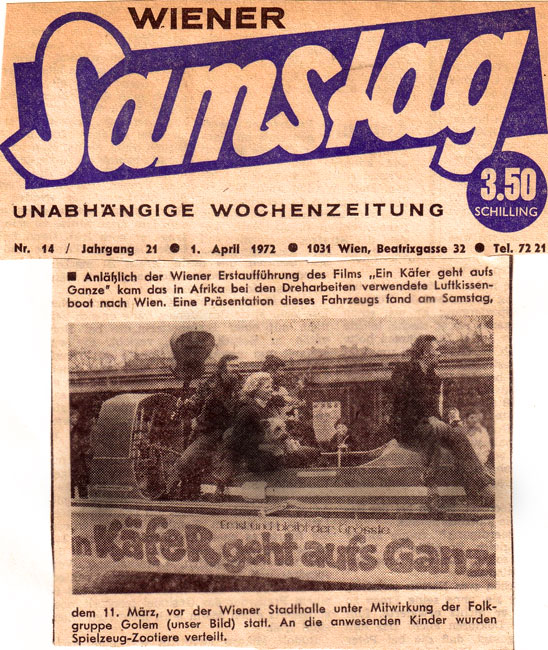 WIENER
Samstag
3.50
SCHILLING
UNABHÄNGIGE WOCHENZEITUNG
Nr. 14 / Jahrgang 21 ● 1. April 1972 ● 1031 Wien, Beatrixgasse 32 ● Tel. 72 21
■ Anläßlich der Wiener Erstaufführung des Films „Ein Käfer geht aufs
Ganze" kam das in Afrika bei den Dreharbeiten verwendete Luftkissen-
boot nach Wien. Eine Präsentation dieses Fahrzeugs fand am Samstag,
Er ist und bleibt der Grösste
n Käfer geht aufs Ganze
dem 11. März, vor der Wiener Stadthalle unter Mitwirkung der Folk-
gruppe Golem (unser Bild) statt. An die anwesenden Kinder wurden
Spielzeug-Zootiere verteilt.